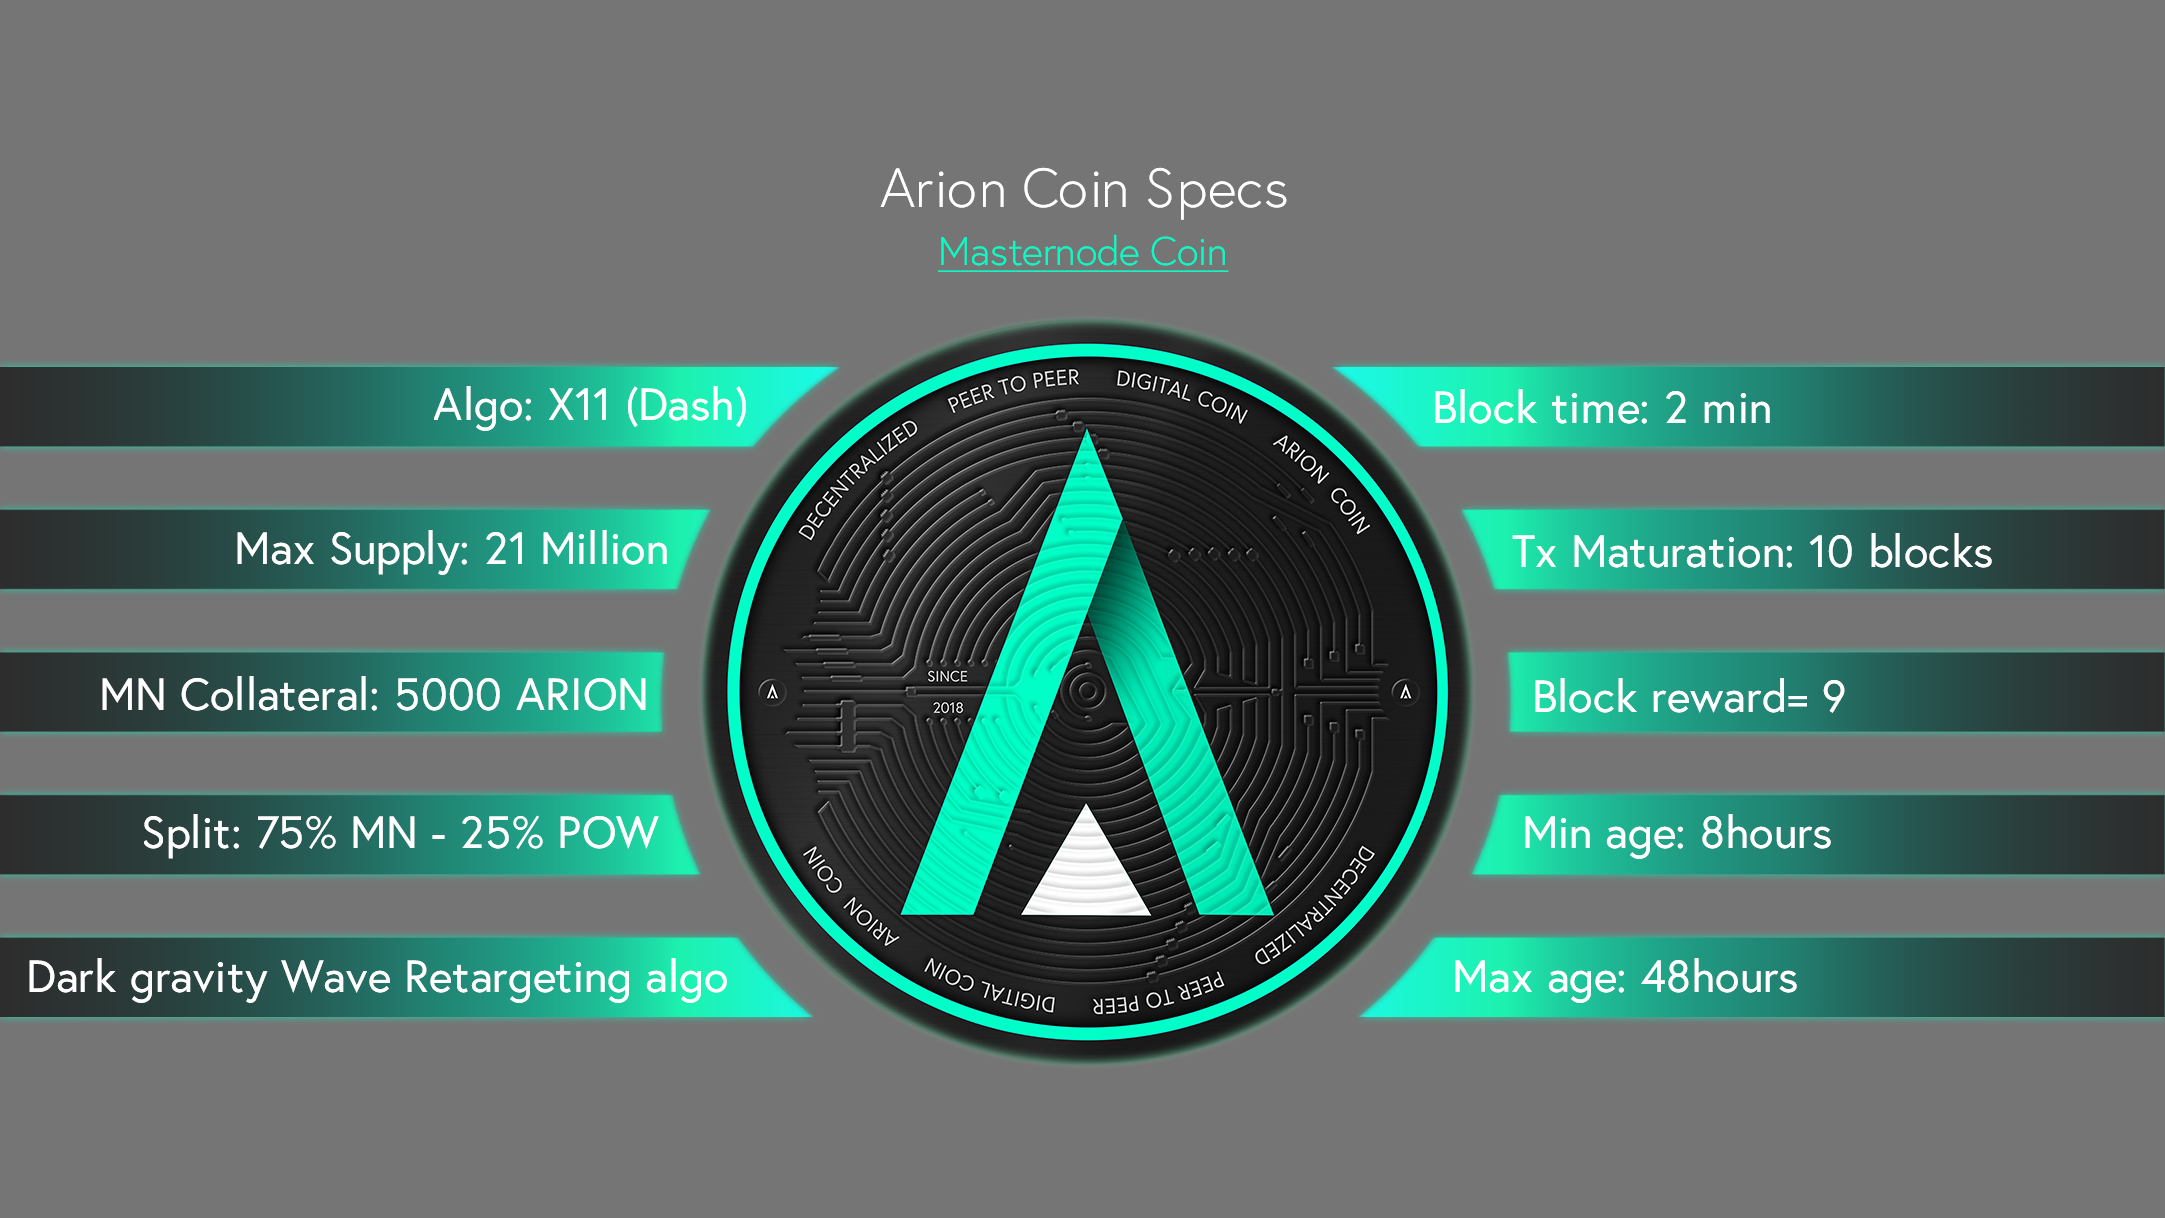 Arion Coin Specs
Masternode Coin
Algo: X11 (Dash)
Max Supply: 21 Million
MN Collateral: 5000 ARION
Split: 75% MN - 25% POW
Dark gravity Wave Retargeting algo
DECENTRALIZED
PEER TO PEER
DIGITAL COIN
ARION COIN
SINCE
2018
DECENTRALIZED
PEER TO PEER
DIGITAL COIN
ARION COIN
Block time: 2 min
Tx Maturation: 10 blocks
Block reward= 9
Min age: 8hours
Max age: 48hours